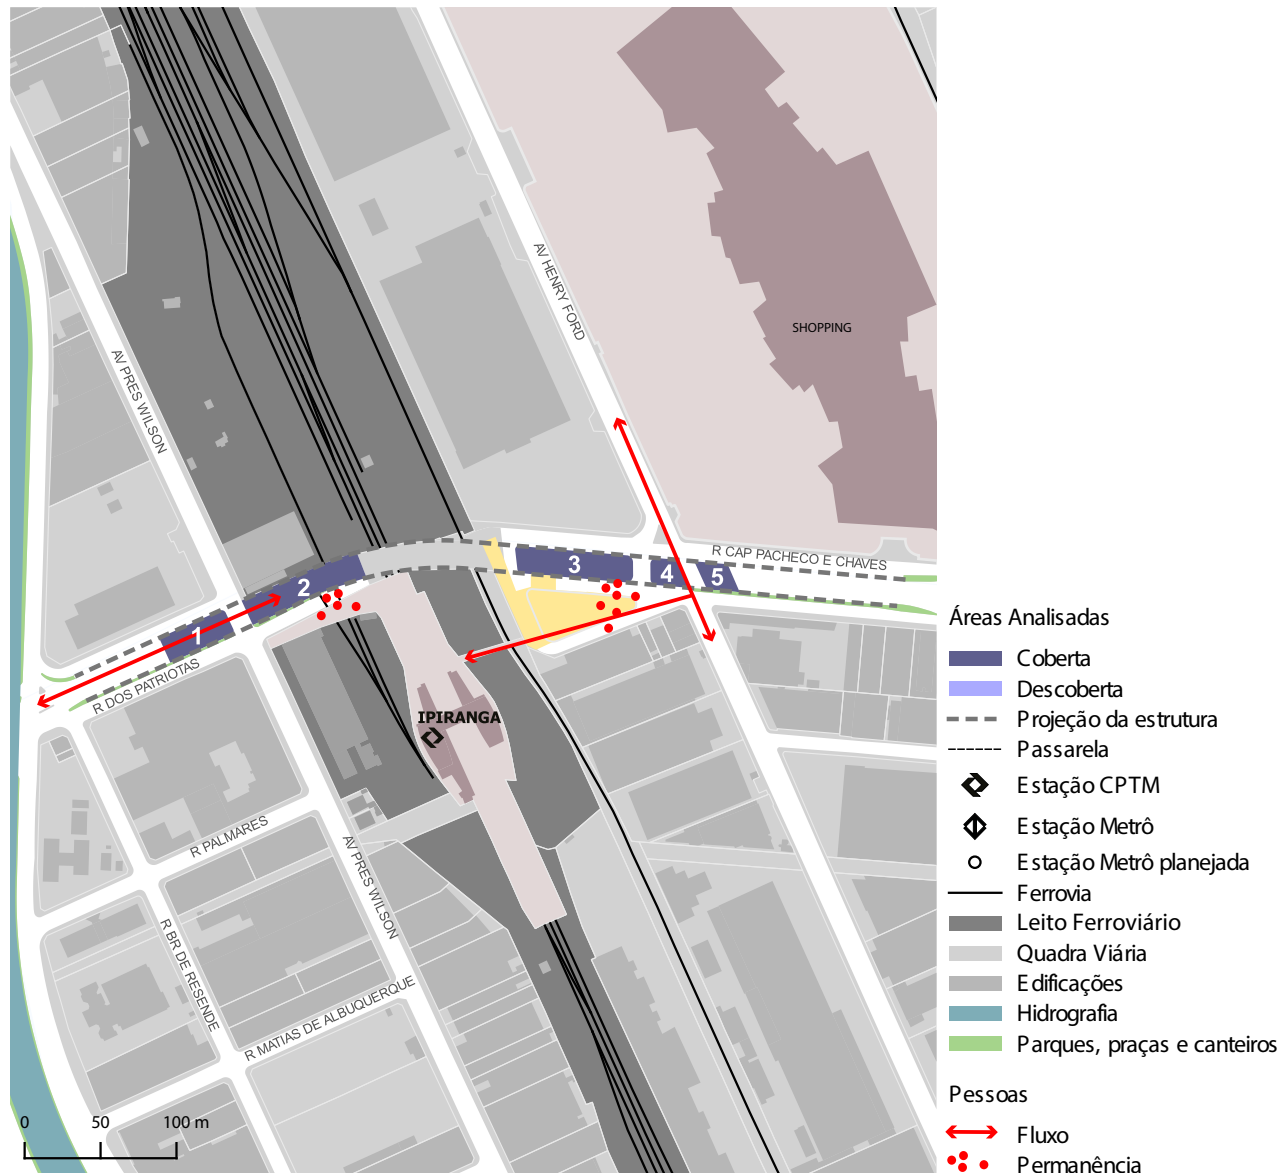 AV HENRY FORD
SHOPPING
AV PRES WILSON
R CAP PACHECO E CHAVES
3
4
5
2
1
R DOS PATRIOTAS
IPIRANGA
R PALMARES
AV PRES WILSON
R BR DE RESENDE
R MATIAS DE ALBUQUERQUE
0 50 100 m
Áreas Analisadas
Coberta
Descoberta
Projeção da estrutura
Passarela
Estação CPTM
Estação Metrô
Estação Metrô planejada
Ferrovia
Leito Ferroviário
Quadra Viária
Edificações
Hidrografia
Parques, praças e canteiros
Pessoas
Fluxo
Permanência